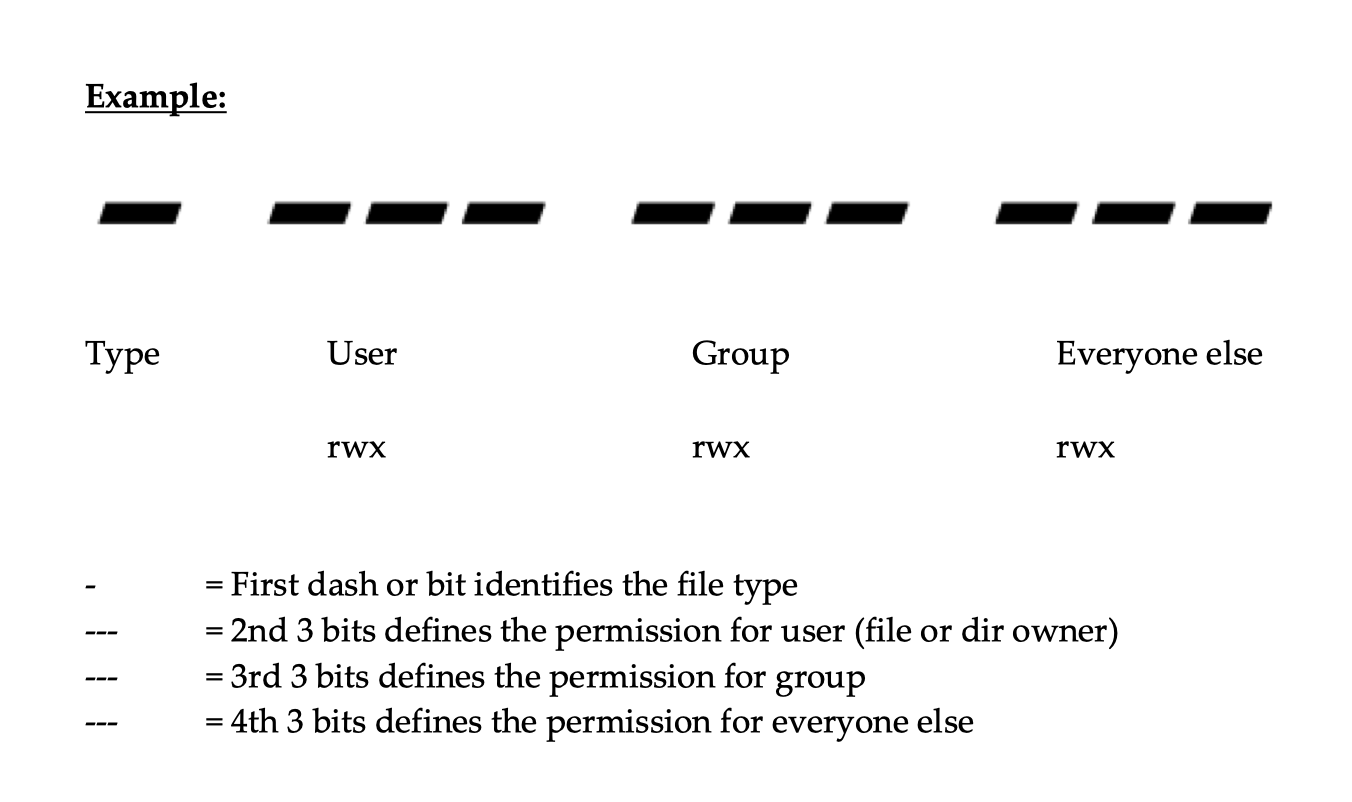 Example:
Type User Group Everyone else
rwx rwx rwx
- = First dash or bit identifies the file type
--- = 2nd 3 bits defines the permission for user (file or dir owner)
--- = 3rd 3 bits defines the permission for group
--- = 4th 3 bits defines the permission for everyone else